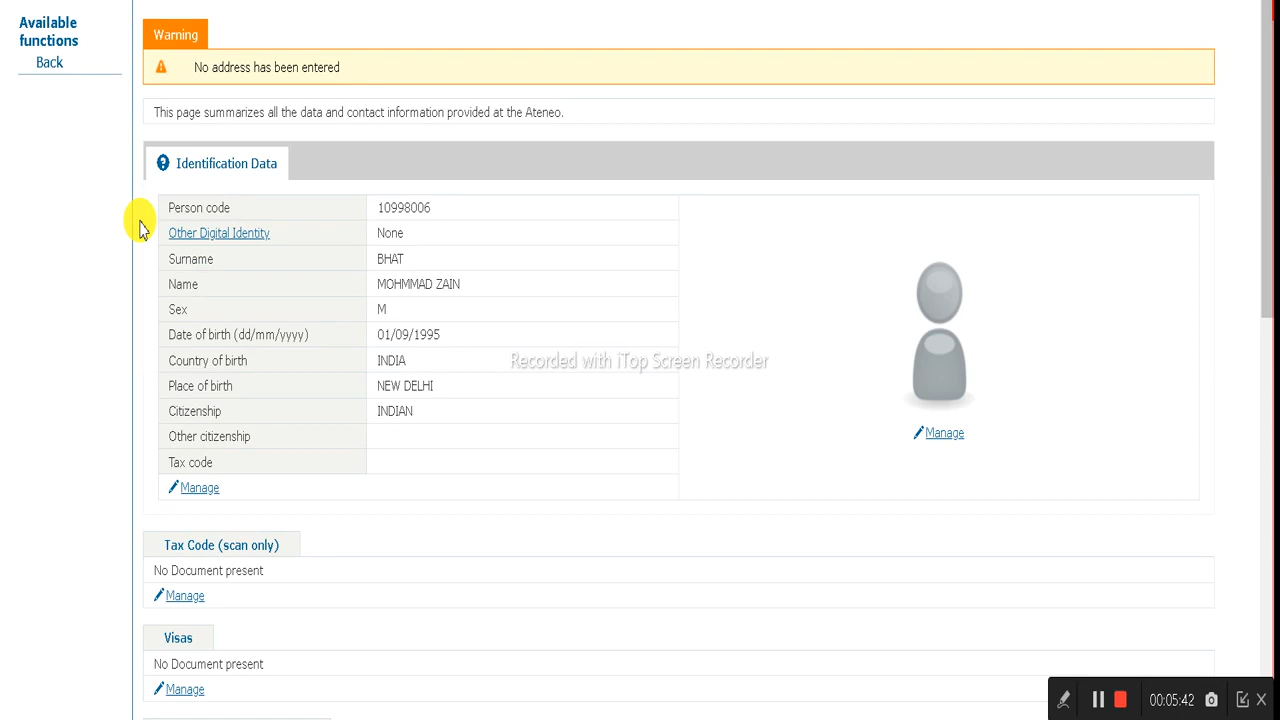 Available
functions
Back
Warning
No address has been entered
This page summarizes all the data and contact information provided at the Ateneo.
Identification Data
Person code 10998006
Other Digital Identity None
Surname BHAT
Name MOHMMAD ZAIN
Sex M
Date of birth (dd/mm/yyyy) 01/09/1995
Country of birth INDIA
Recorded with iTop Screen Recorder
Place of birth NEW DELHI
Citizenship INDIAN
Other citizenship
Manage
Tax code
Manage
Tax Code (scan only)
No Document present
Manage
Visas
No Document present
Manage
00:05:42